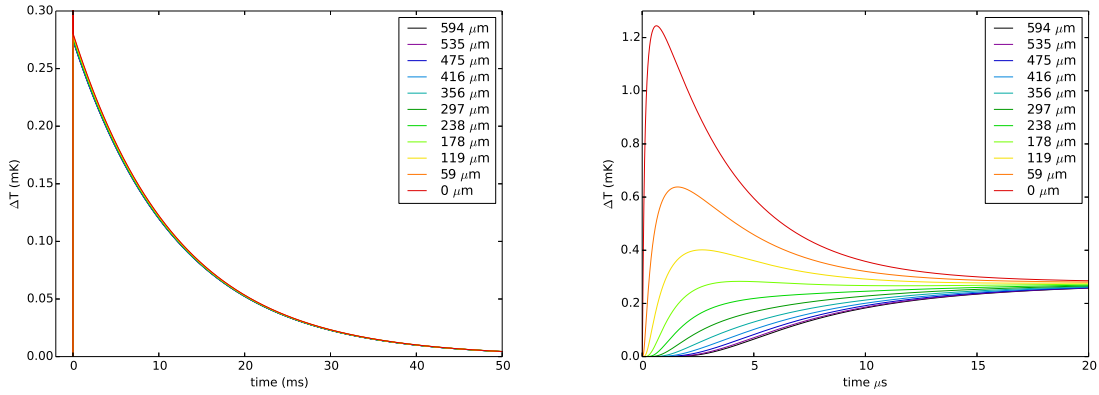 0.30
0.25
0.20
0.15
0.10
0.05
0.00
ΔT (mK)
0
10
20
30
40
50
time (ms)
594 μm
535 μm
475 μm
416 μm
356 μm
297 μm
238 μm
178 μm
119 μm
59 μm
0 μm
1.2
1.0
0.8
0.6
0.4
0.2
0.0
ΔT (mK)
0
5
10
15
20
time μs
594 μm
535 μm
475 μm
416 μm
356 μm
297 μm
238 μm
178 μm
119 μm
59 μm
0 μm